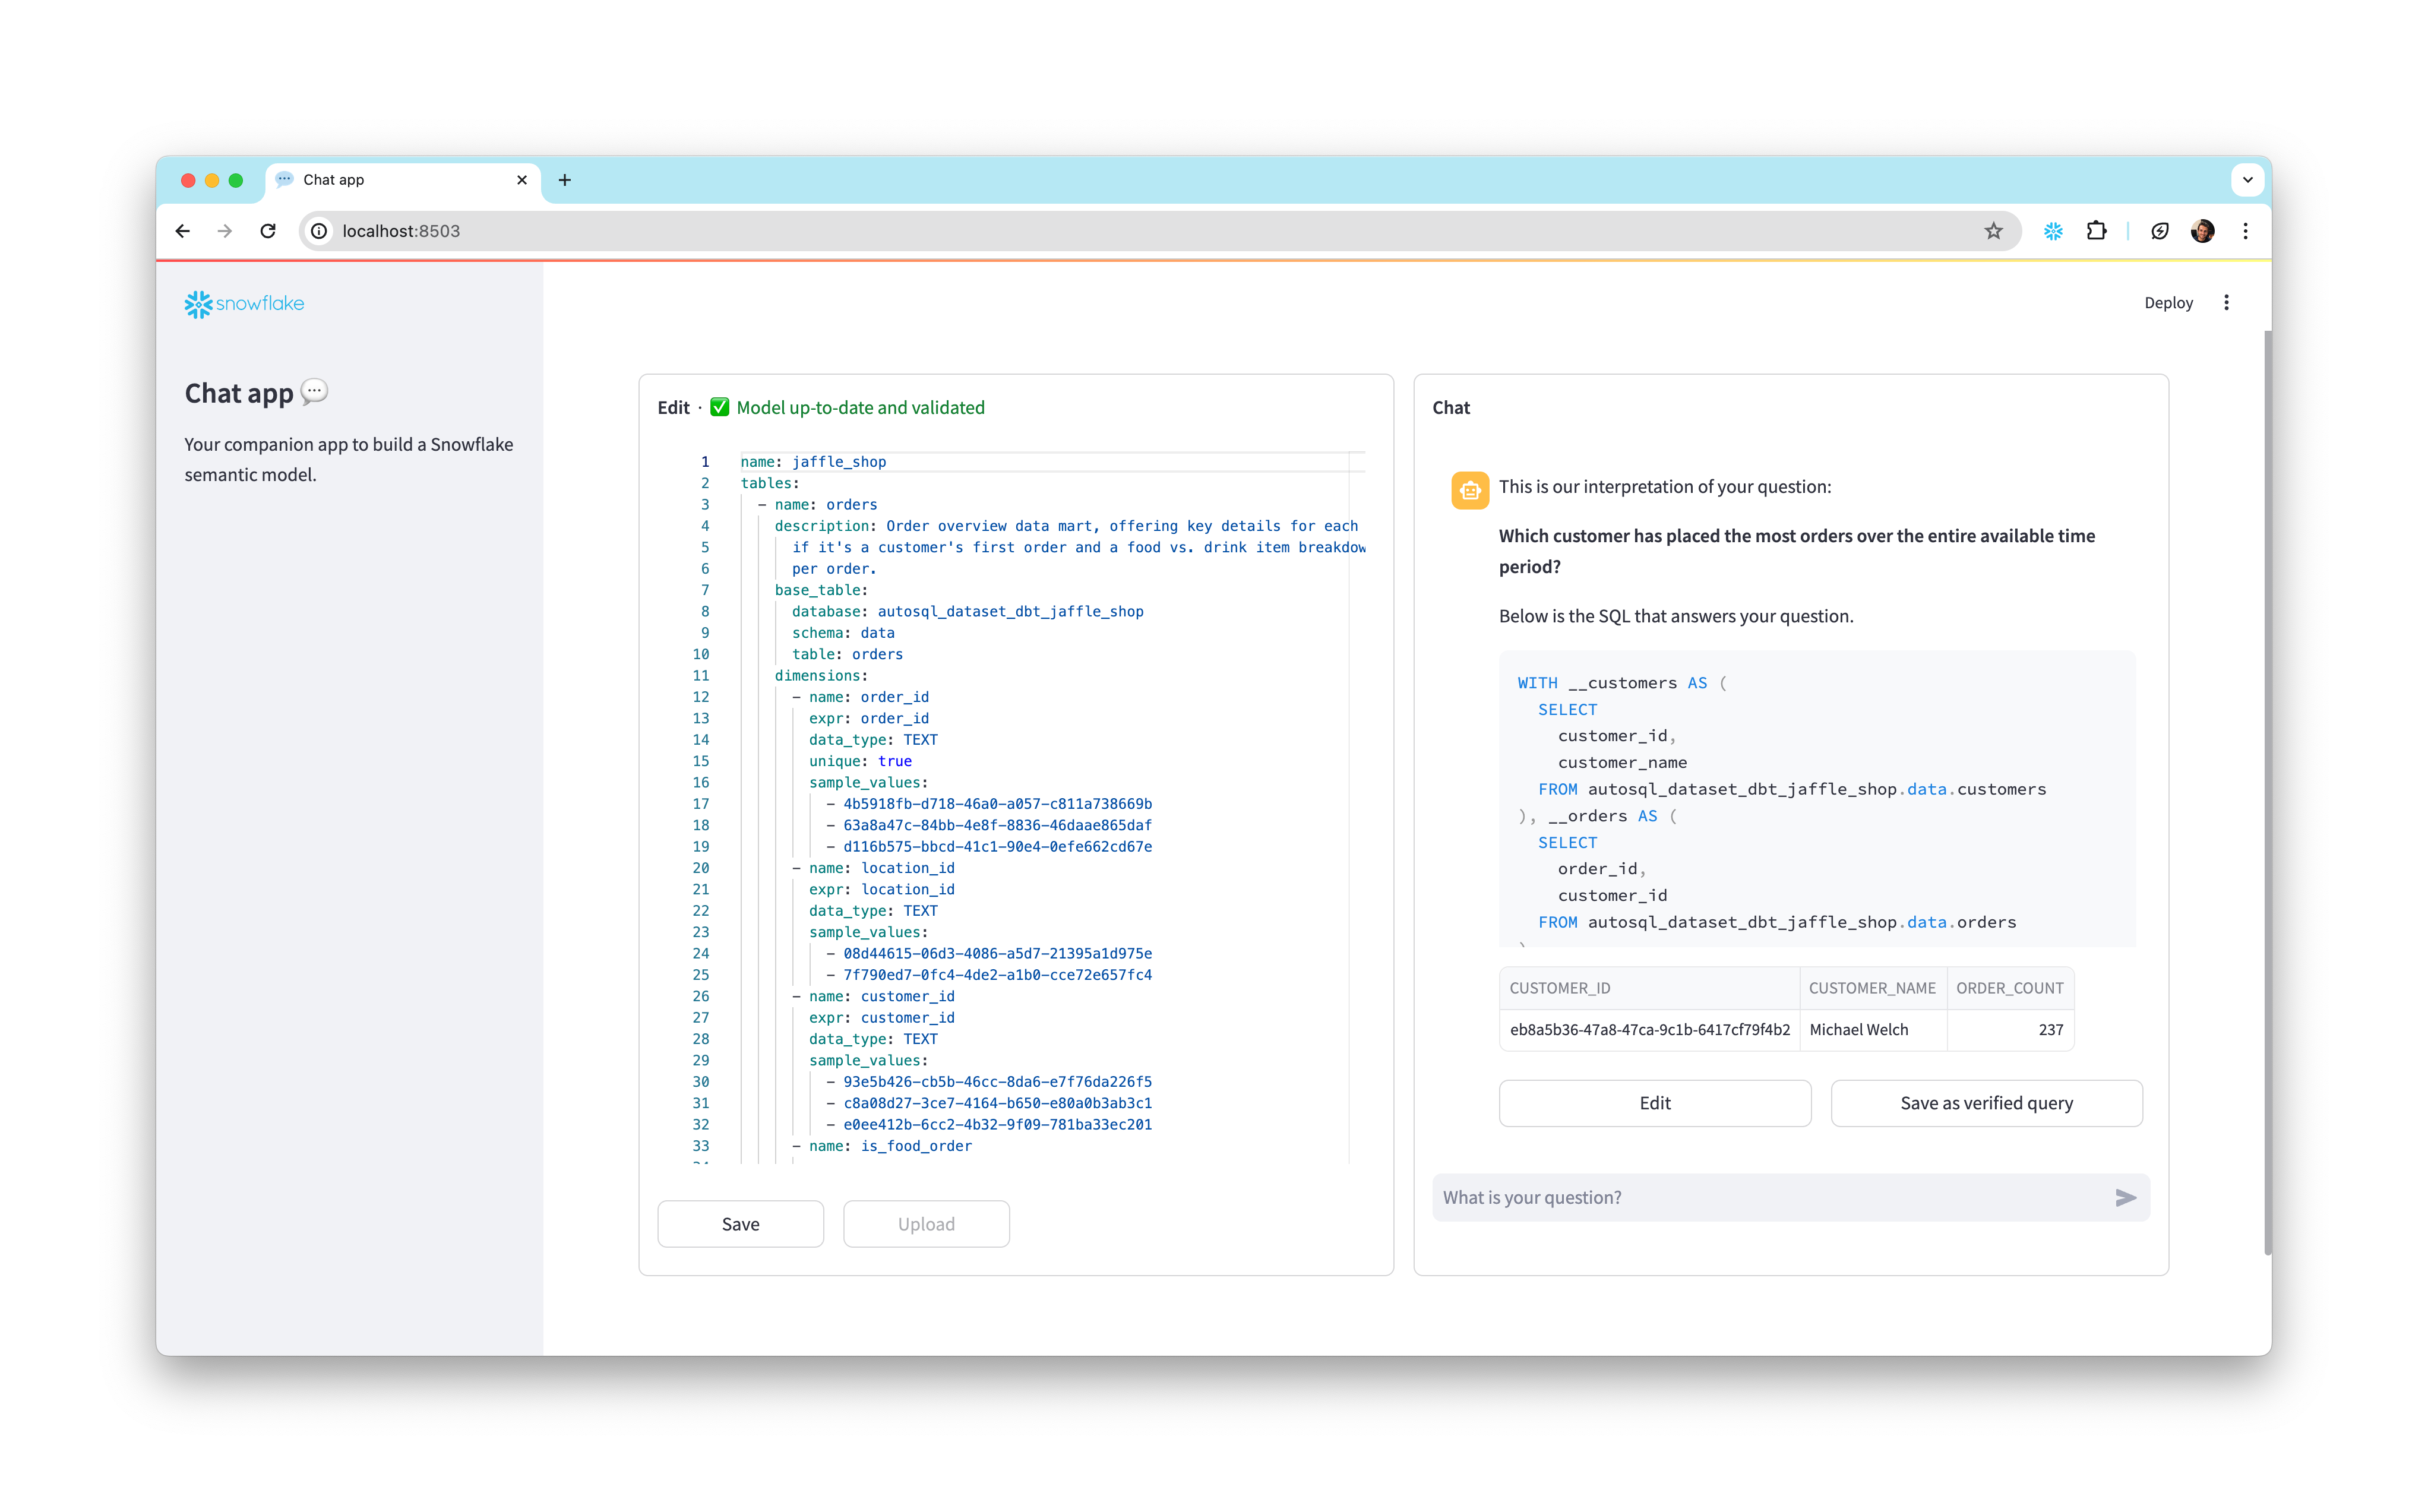 Chat app
localhost:8503
snowflake
Deploy
Chat app
Your companion app to build a Snowflake
semantic model.
Edit · ✅ Model up-to-date and validated
1 name: jaffle_shop
2 tables:
3 - name: orders
4 description: Order overview data mart, offering key details for each
5 if it's a customer's first order and a food vs. drink item breakdow
6 per order.
7 base_table:
8 database: autosql_dataset_dbt_jaffle_shop
9 schema: data
10 table: orders
11 dimensions:
12 - name: order_id
13 expr: order_id
14 data_type: TEXT
15 unique: true
16 sample_values:
17 - 4b5918fb-d718-46a0-a057-c811a738669b
18 - 63a8a47c-84bb-4e8f-8836-46daae865daf
19 - d116b575-bbcd-41c1-90e4-0efe662cd67e
20 - name: location_id
21 expr: location_id
22 data_type: TEXT
23 sample_values:
24 - 08d44615-06d3-4086-a5d7-21395a1d975e
25 - 7f790ed7-0fc4-4de2-a1b0-cce72e657fc4
26 - name: customer_id
27 expr: customer_id
28 data_type: TEXT
29 sample_values:
30 - 93e5b426-cb5b-46cc-8da6-e7f76da226f5
31 - c8a08d27-3ce7-4164-b650-e80a0b3ab3c1
32 - e0ee412b-6cc2-4b32-9f09-781ba33ec201
33 - name: is_food_order
Save
Upload
Chat
This is our interpretation of your question:
Which customer has placed the most orders over the entire available time
period?
Below is the SQL that answers your question.
WITH __customers AS (
SELECT
customer_id,
customer_name
FROM autosql_dataset_dbt_jaffle_shop.data.customers
), __orders AS (
SELECT
order_id,
customer_id
FROM autosql_dataset_dbt_jaffle_shop.data.orders
CUSTOMER_ID CUSTOMER_NAME ORDER_COUNT
eb8a5b36-47a8-47ca-9c1b-6417cf79f4b2 Michael Welch 237
Edit
Save as verified query
What is your question?